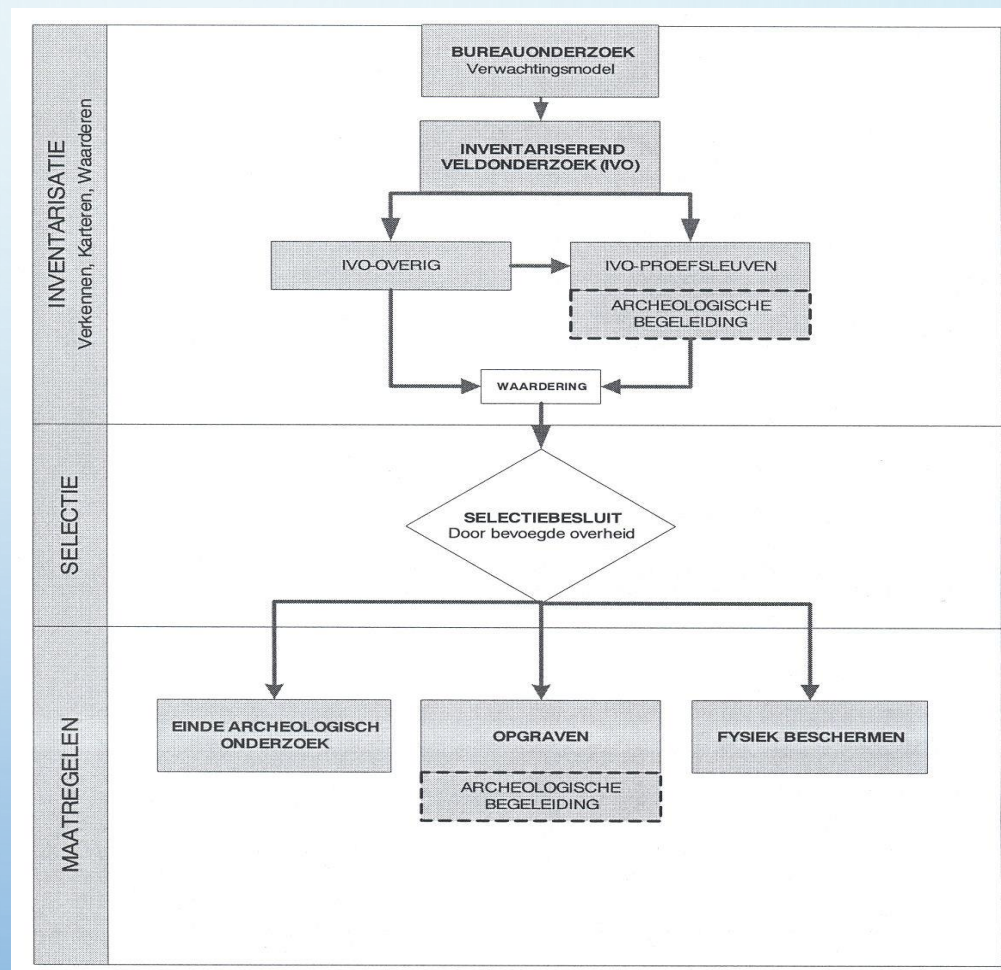 INVENTARISATIE
Verkennen, Karteren, Waarderen
BUREAUONDERZOEK
Verwachtingsmodel
INVENTARISEREND
VELDONDERZOEK (IVO)
IVO-OVERIG
IVO-PROEFSLEUVEN
ARCHEOLOGISCHE
BEGELEIDING
WAARDERING
SELECTIE
SELECTIEBESLUIT
Door bevoegde overheid
MAATREGELEN
EINDE ARCHEOLOGISCH
ONDERZOEK
OPGRAVEN
ARCHEOLOGISCHE
BEGELEIDING
FYSIEK BESCHERMEN